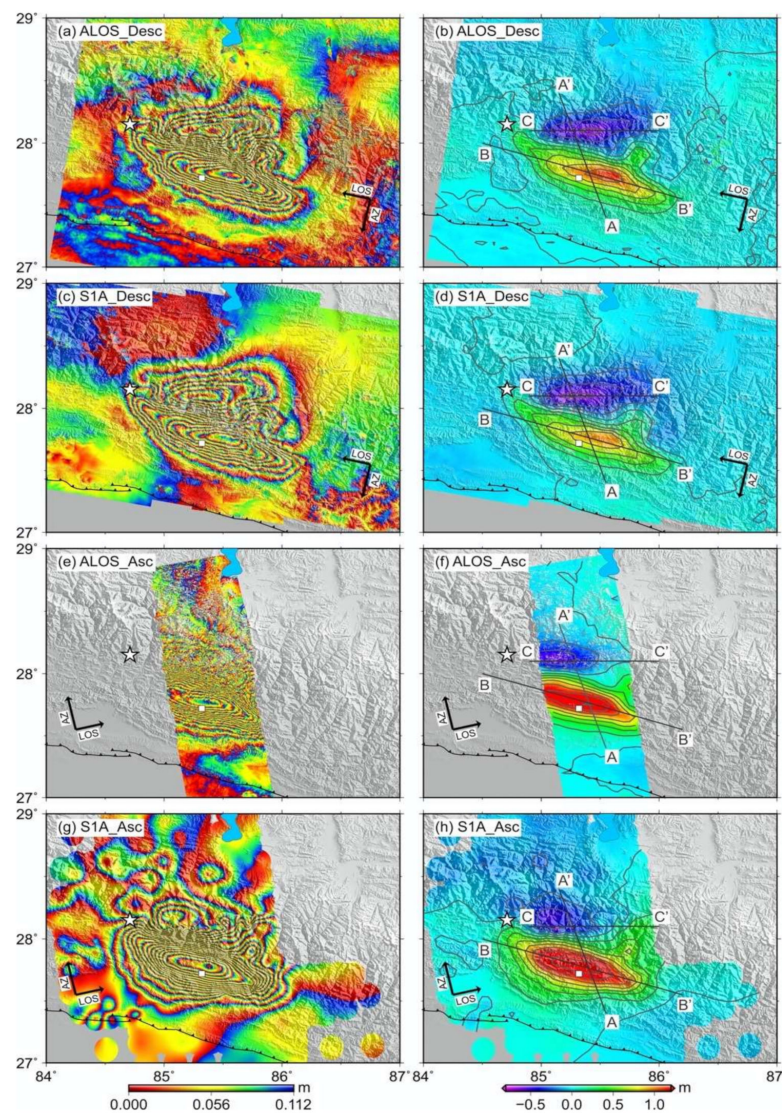 (a) ALOS_Desc
(b) ALOS_Desc
29˚
28˚
27˚
A'
C
C'
B
B'
A
LOS
AZ
LOS
AZ
(c) S1A_Desc
(d) S1A_Desc
29˚
28˚
27˚
A'
C
C'
B
B'
A
LOS
AZ
LOS
AZ
(e) ALOS_Asc
(f) ALOS_Asc
29˚
28˚
27˚
A'
C
C'
B
B'
A
AZ
LOS
AZ
LOS
(g) S1A_Asc
(h) S1A_Asc
29˚
28˚
27˚
A'
C
C'
B
B'
A
AZ
LOS
AZ
LOS
84˚ 85˚ 86˚ 87˚ 85˚ 86˚ 87
m m
0.000 0.056 0.112 −0.5 0.0 0.5 1.0